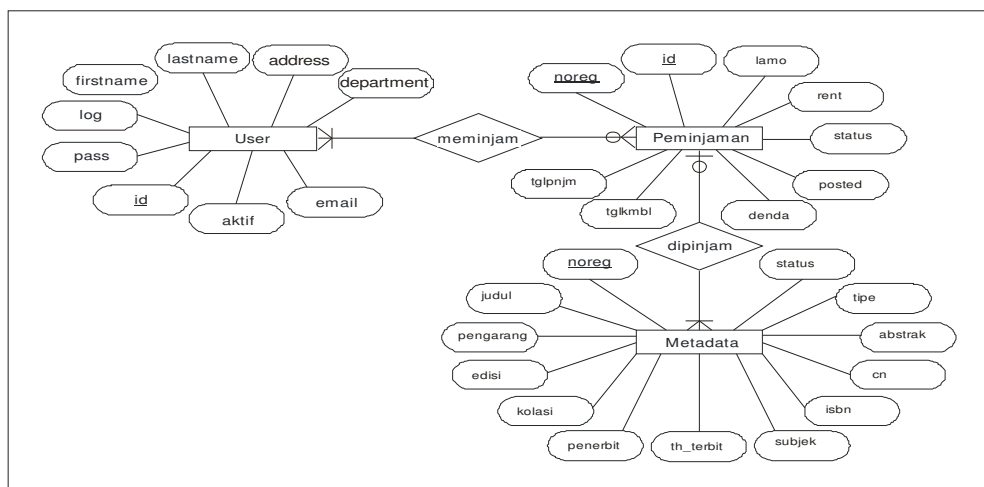 lastname
address
firstname
department
log
User
pass
id
aktif
email
meminjam
noreg
id
lamo
rent
status
Peminjaman
posted
tglpnjm
tglkmbl
denda
dipinjam
noreg
status
judul
tipe
pengarang
abstrak
Metadata
edisi
cn
kolasi
isbn
penerbit
th_terbit
subjek